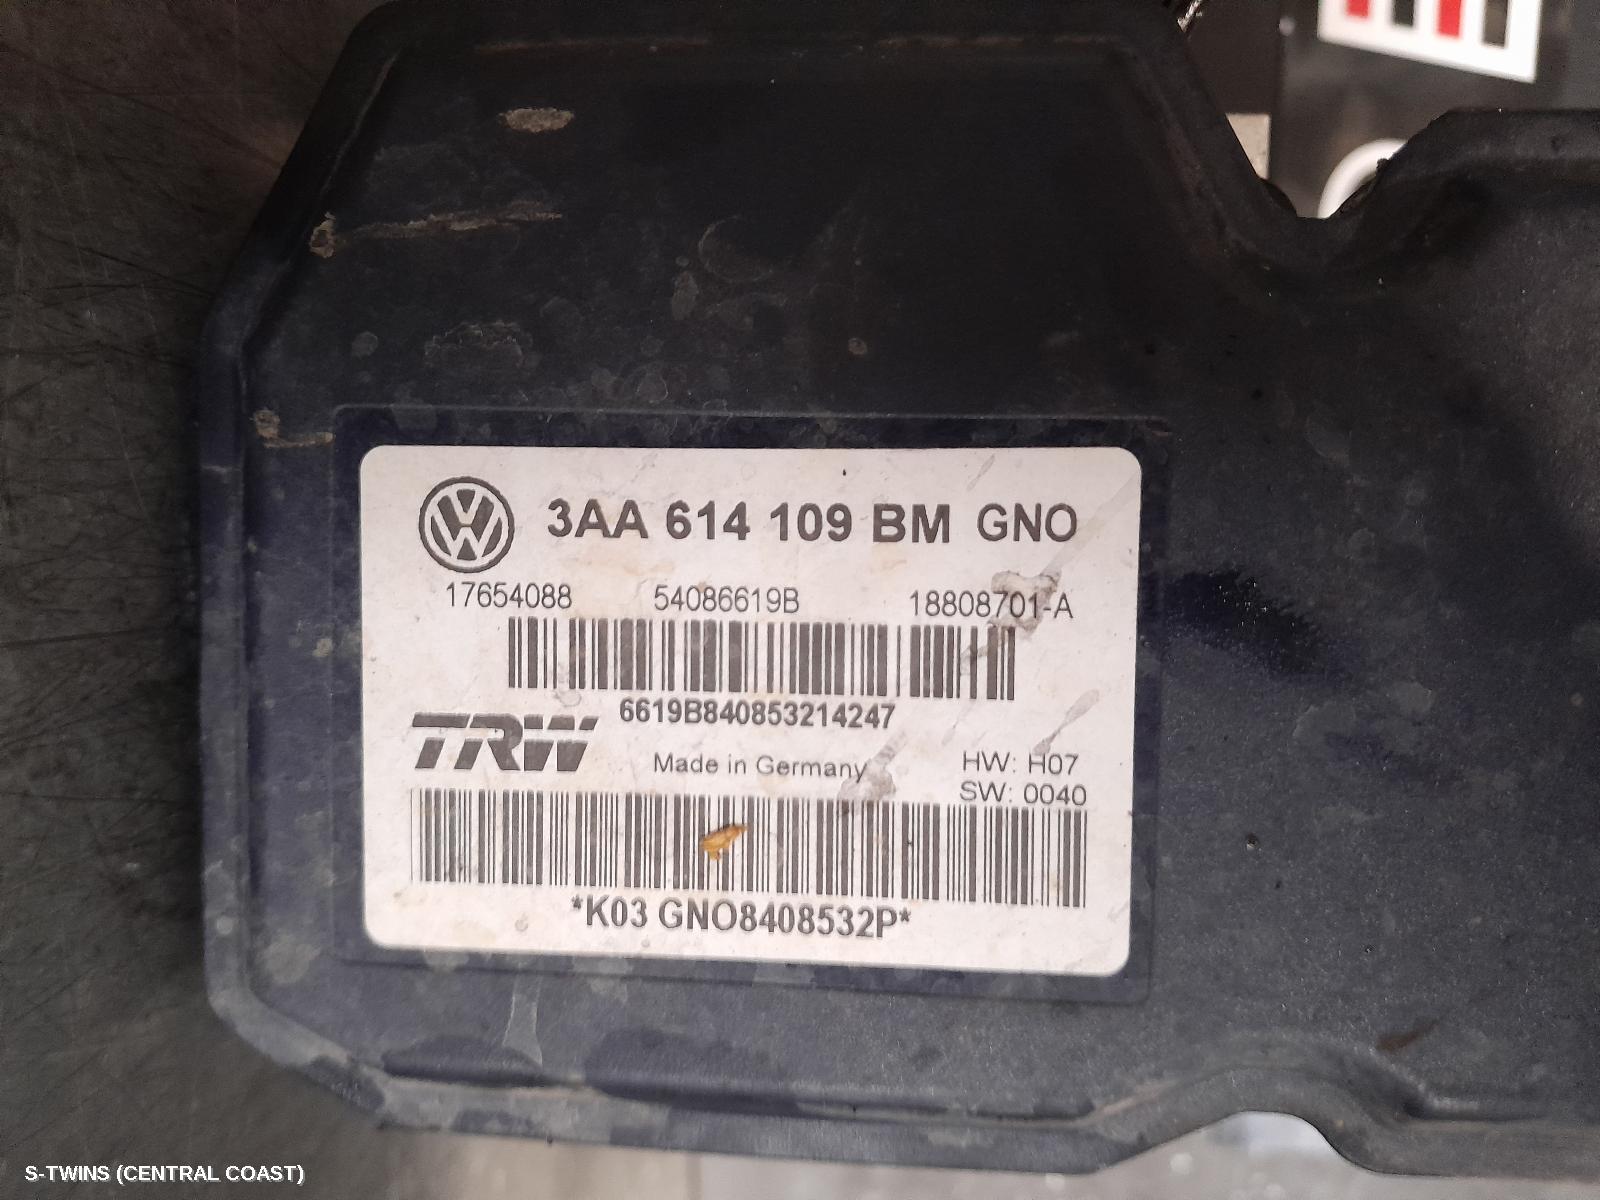 3AA 614 109 BM GNO
17654088 54086619B 18808701-A
6619B840853214247
TRW
Made in Germany
HW: H07
SW: 0040
*K03 GNO8408532P*
S-TWINS (CENTRAL COAST)